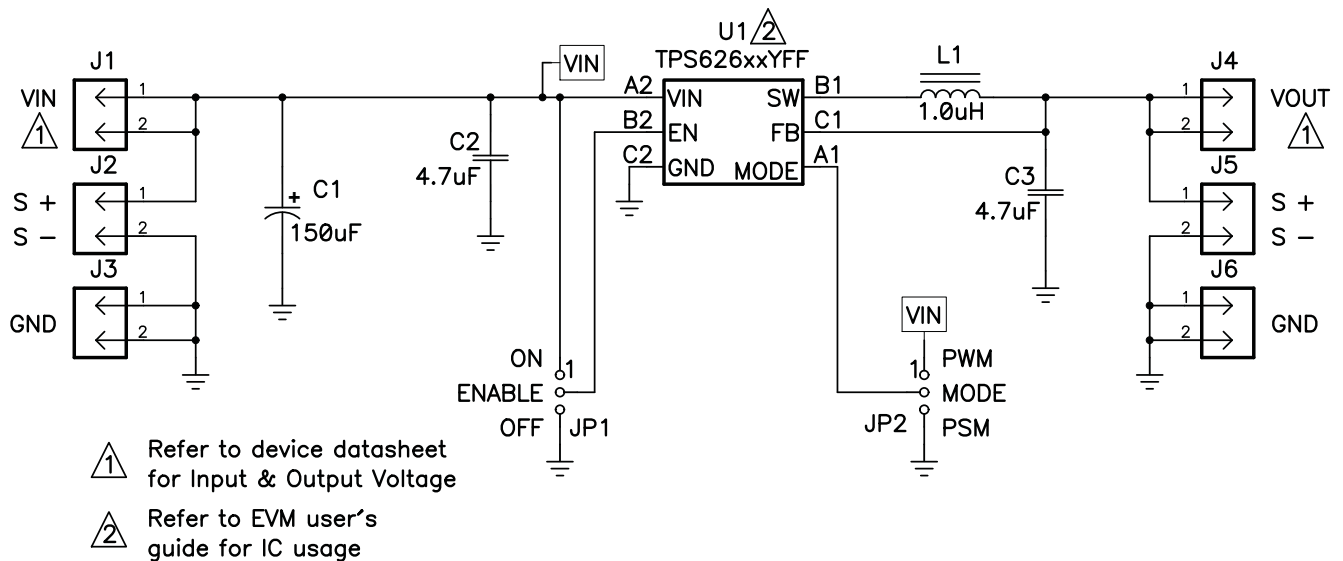 U1 2
TPS626xxYFF
J1
VIN
1
1
2
J2
S +
S −
1
2
J3
GND
1
2
+ C1
150uF
C2
4.7uF
VIN
A2
B2
C2
VIN
EN
GND
SW
FB
MODE
B1
C1
A1
L1
1.0uH
C3
4.7uF
J4
1
2
VOUT
1
J5
1
2
S +
S −
J6
1
2
GND
ON
1
ENABLE
OFF
JP1
VIN
1
PWM
MODE
JP2
PSM
1 Refer to device datasheet
for Input & Output Voltage
2 Refer to EVM user's
guide for IC usage